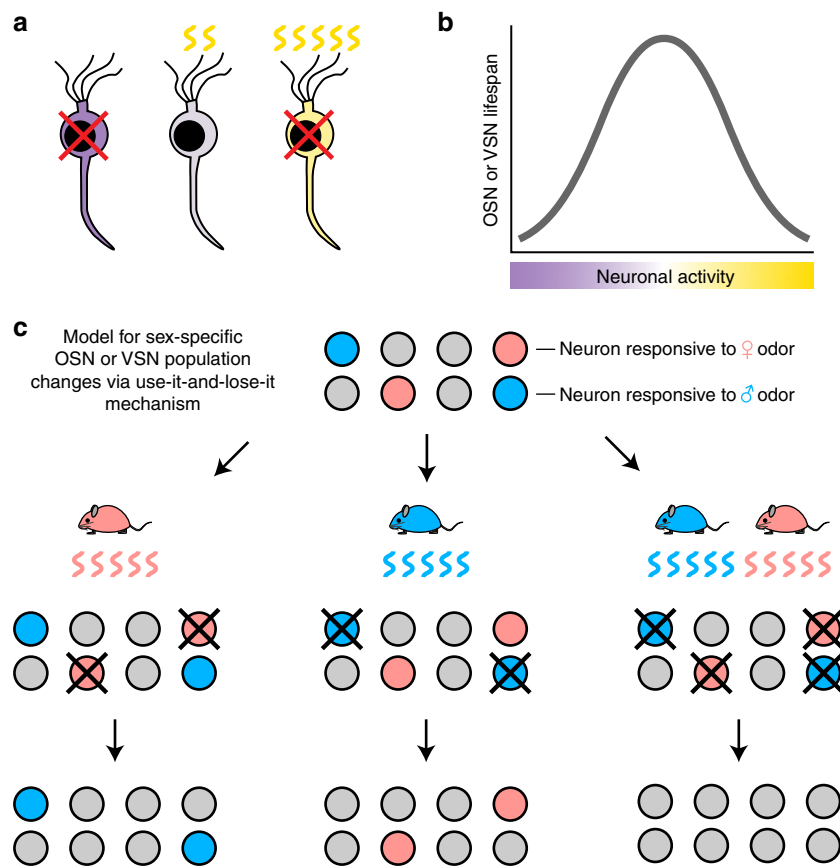 a
b
OSN or VSN lifespan
Neuronal activity
c
Model for sex-specific
OSN or VSN population
changes via use-it-and-lose-it
mechanism
Neuron responsive to ♀ odor
Neuron responsive to ♂ odor